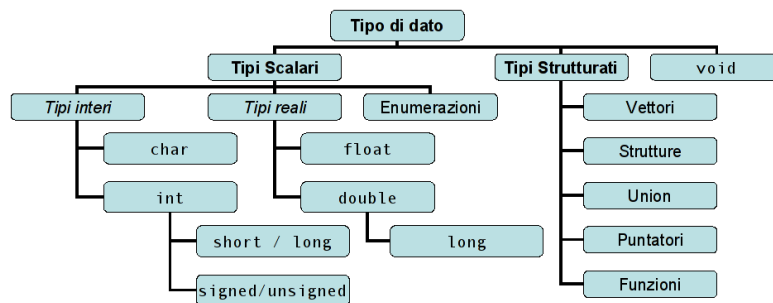 Tipo di dato
Tipi Scalari
Tipi Strutturati
void
Tipi interi
Tipi reali
Enumerazioni
Vettori
char
float
Strutture
int
double
Union
short / long
long
Puntatori
signed/unsigned
Funzioni